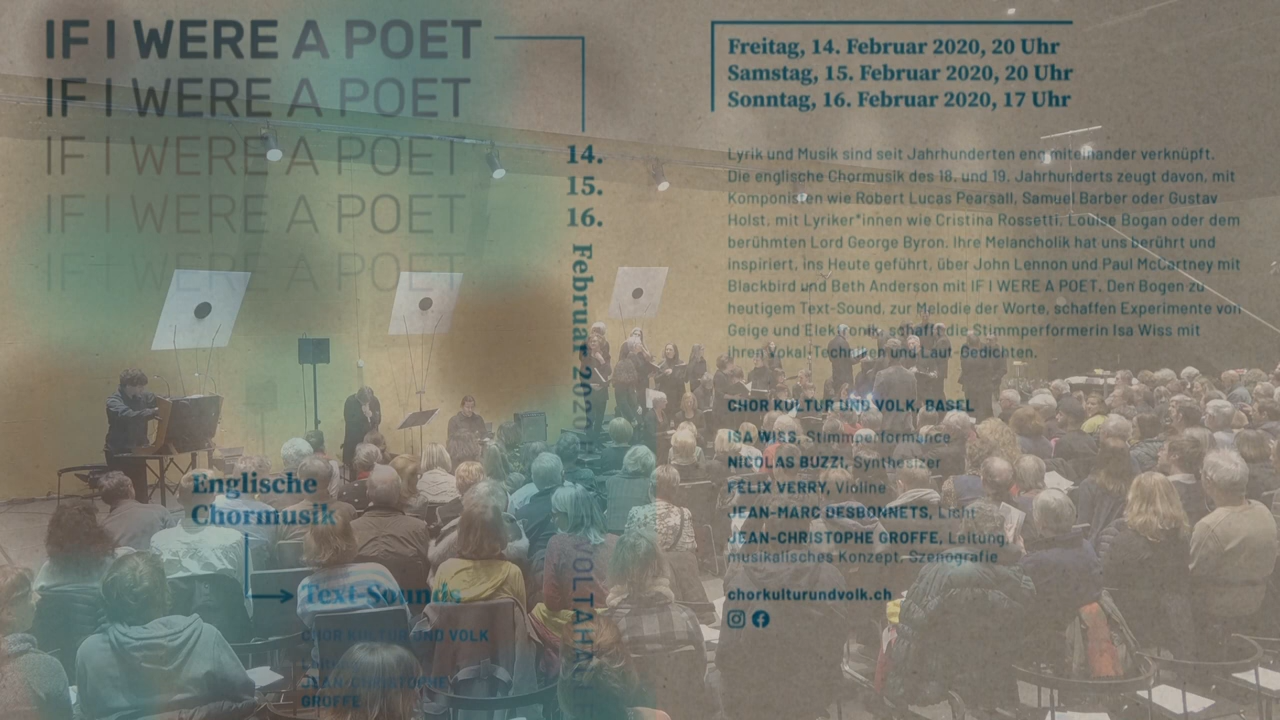 IF I WERE A POET
IF I WERE A POET
IF I WERE A POET
IF I WERE A POET
IF I WERE A POET
14.
15.
16.
Februar 2020
VOLTAHALLE
Englische
Chormusik
Text-Sounds
CHOR KULTUR UND VOLK
JEAN-CHRISTOPHE
GROFFE
Freitag, 14. Februar 2020, 20 Uhr
Samstag, 15. Februar 2020, 20 Uhr
Sonntag, 16. Februar 2020, 17 Uhr
Lyrik und Musik sind seit Jahrhunderten eng miteinander verknüpft.
Die englische Chormusik des 18. und 19. Jahrhunderts zeugt davon, mit
Komponisten wie Robert Lucas Pearsall, Samuel Barber oder Gustav
Holst, mit Lyriker*innen wie Cristina Rossetti, Louise Bogan oder dem
berühmten Lord George Byron. Ihre Melancholik hat uns berührt und
inspiriert, ins Heute geführt, über John Lennon und Paul McCartney mit
Blackbird und Beth Anderson mit IF I WERE A POET. Den Bogen zu
heutigem Text-Sound, zur Melodie der Worte, schaffen Experimente von
Geige und Elektronik, schafft die Stimmperformerin Isa Wiss mit
ihren Vokal-Techniken und Laut-Gedichten.
CHOR KULTUR UND VOLK, BASEL
ISA WISS, Stimmperformance
NICOLAS BUZZI, Synthesizer
FÉLIX VERRY, Violine
JEAN-MARC DESBONNETS, Licht
JEAN-CHRISTOPHE GROFFE, Leitung,
musikalisches Konzept, Szenografie
chorkulturundvolk.ch